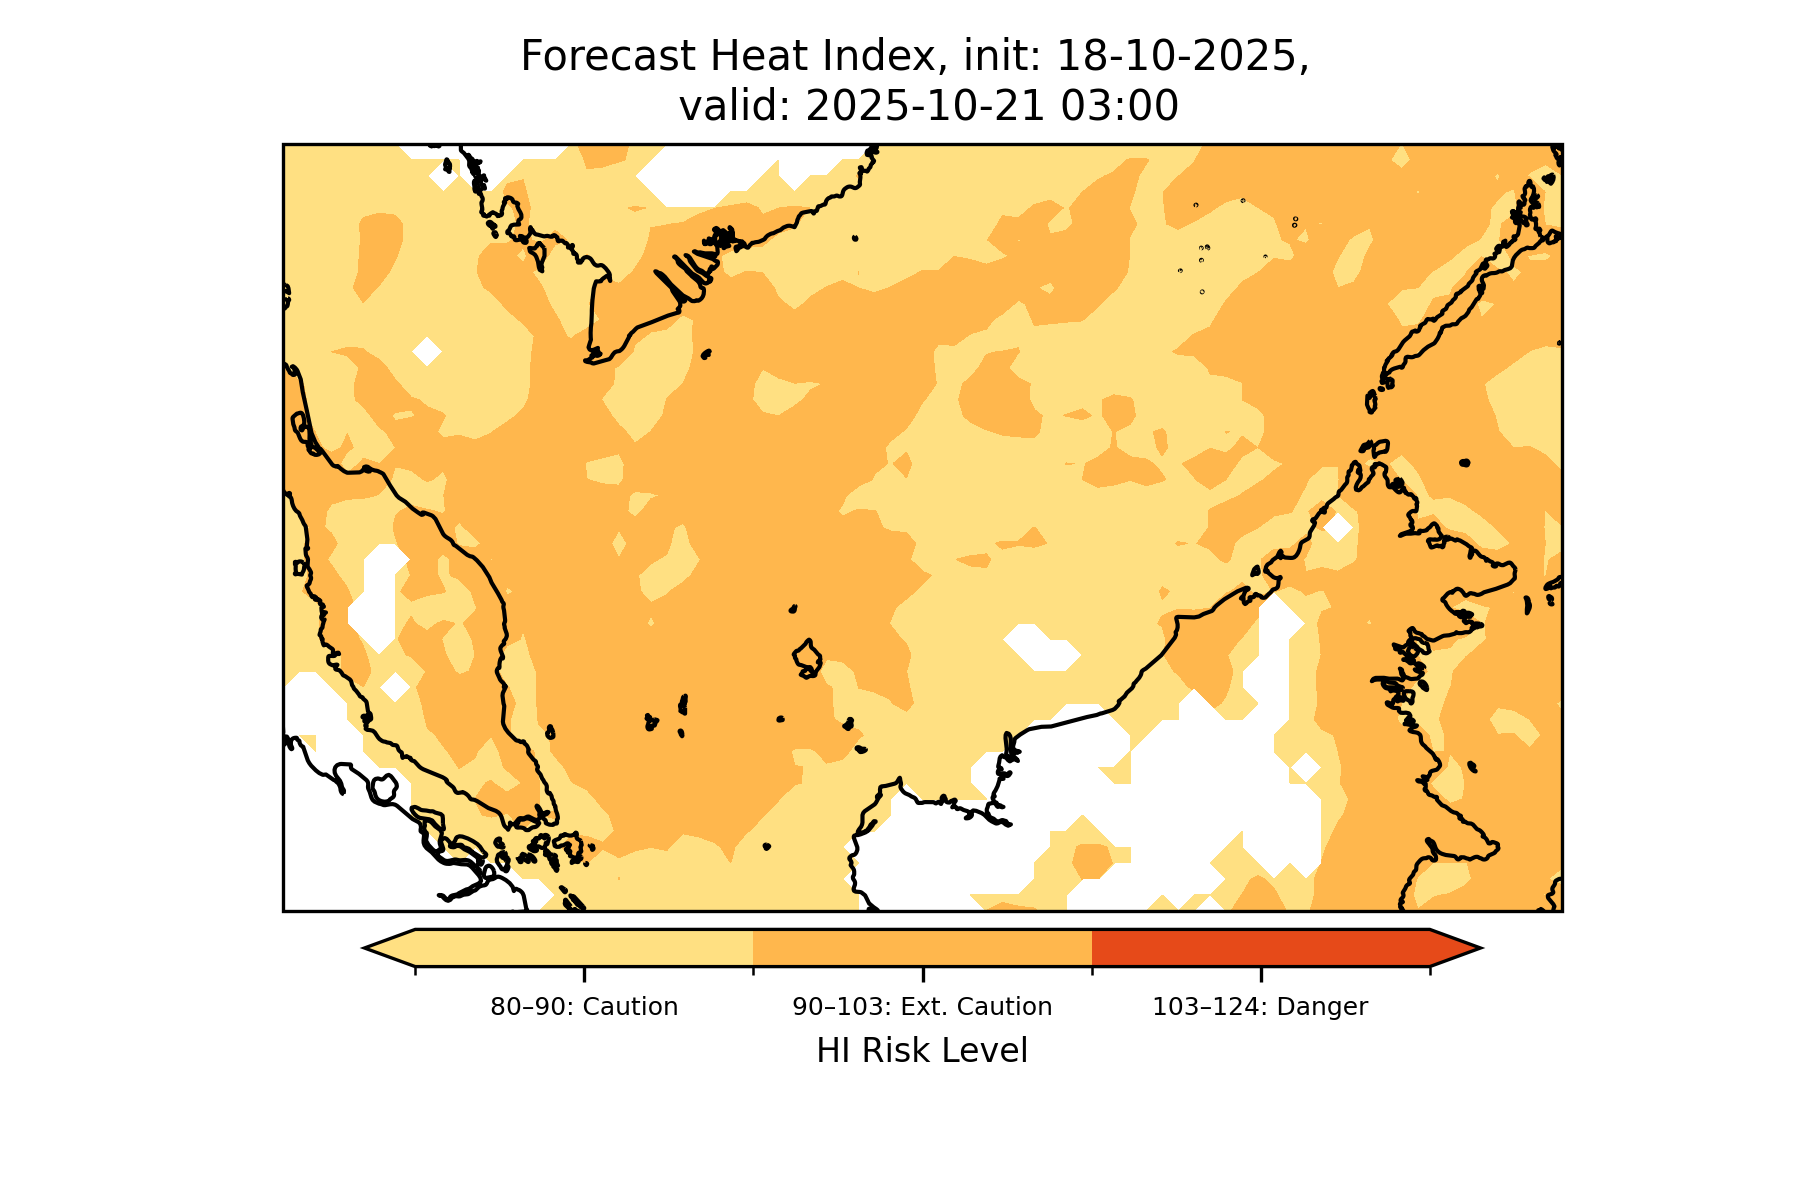 Forecast Heat Index, init: 18-10-2025,
valid: 2025-10-21 03:00
80–90: Caution
90–103: Ext. Caution
103–124: Danger
HI Risk Level